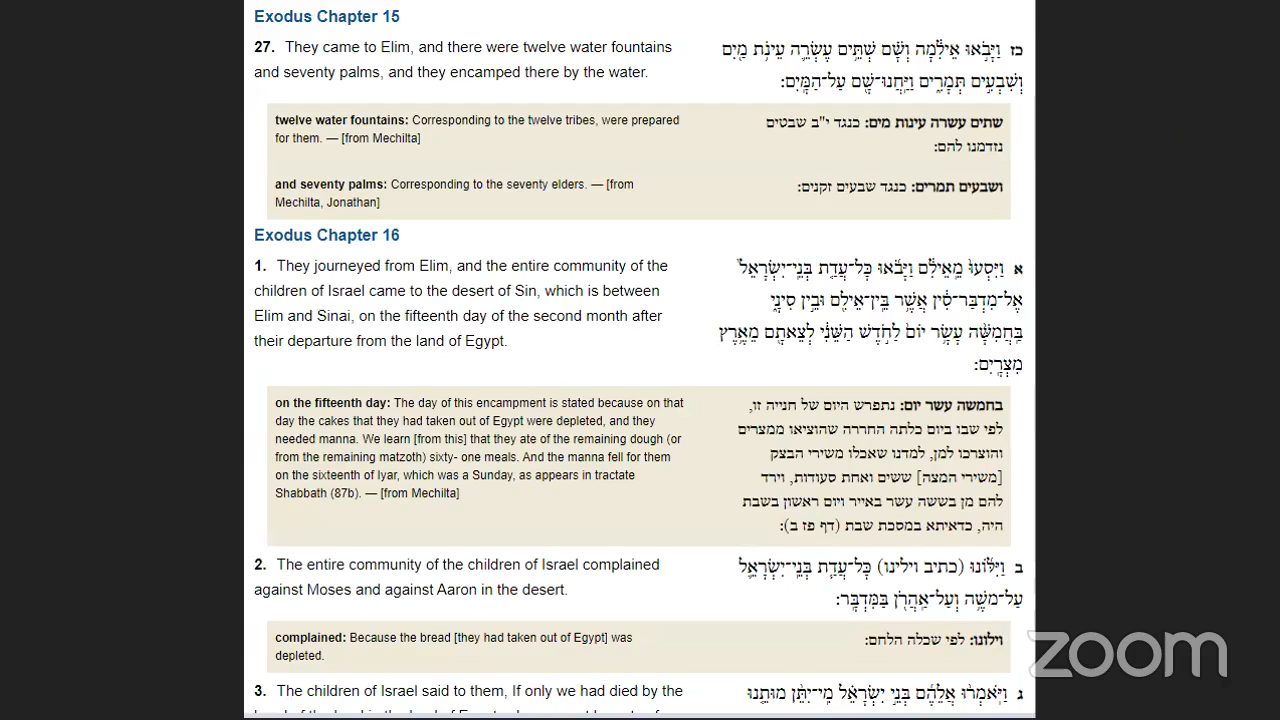 Exodus Chapter 15
27. They came to Elim, and there were twelve water fountains
and seventy palms, and they encamped there by the water.
כז וַיָּבֹ֣אוּ אֵילִ֔מָה וְשָׁ֗ם שְׁתֵּ֥ים עֶשְׂרֵ֛ה עֵינֹ֥ת מַ֖יִם
וְשִׁבְעִ֣ים תְּמָרִ֑ים וַיַּֽחֲנוּ־שָׁ֖ם עַל־הַמָּֽיִם:
twelve water fountains: Corresponding to the twelve tribes, were prepared
for them. — [from Mechilta]
שתים עשרה עינות מים: כנגד י"ב שבטים
נזדמנו להם:
and seventy palms: Corresponding to the seventy elders. — [from
Mechilta, Jonathan]
ושבעים תמרים: כנגד שבעים זקנים:
Exodus Chapter 16
1. They journeyed from Elim, and the entire community of the
children of Israel came to the desert of Sin, which is between
Elim and Sinai, on the fifteenth day of the second month after
their departure from the land of Egypt.
א וַיִּסְעוּ֙ מֵֽאֵילִ֔ם וַיָּבֹ֜אוּ כָּל־עֲדַ֤ת בְּנֵֽי־יִשְׂרָאֵל֙
אֶל־מִדְבַּר־סִ֔ין אֲשֶׁ֥ר בֵּֽין־אֵילִ֖ם וּבֵ֣ין סִינָ֑י
בַּֽחֲמִשָּׁ֨ה עָשָׂ֥ר יוֹם֙ לַחֹ֣דֶשׁ הַשֵּׁנִ֔י לְצֵאתָ֖ם מֵאֶ֥רֶץ
מִצְרָֽיִם:
on the fifteenth day: The day of this encampment is stated because on that
day the cakes that they had taken out of Egypt were depleted, and they
needed manna. We learn [from this] that they ate of the remaining dough (or
from the remaining matzoth) sixty- one meals. And the manna fell for them
on the sixteenth of Iyar, which was a Sunday, as appears in tractate
Shabbath (87b). — [from Mechilta]
בחמשה עשר יום: נתפרש היום של חנייה זו,
לפי שבו ביום כלתה החררה שהוציאו ממצרים
והוצרכו למן, למדנו שאכלו משירי הבצק
[משירי המצה] ששים ואחת סעודות, וירד
להם מן בששה עשר באייר ויום ראשון בשבת
היה, כדאיתא במסכת שבת (דף פז ב):
2. The entire community of the children of Israel complained
against Moses and against Aaron in the desert.
ב וַיִּלּ֜וֹנוּ (כתיב וילינו) כָּל־עֲדַ֧ת בְּנֵֽי־יִשְׂרָאֵ֛ל
עַל־משֶׁ֥ה וְעַל־אַֽהֲרֹ֖ן בַּמִּדְבָּֽר:
complained: Because the bread [they had taken out of Egypt] was
depleted.
וילונו: לפי שכלה הלחם:
3. The children of Israel said to them, If only we had died by the
ג וַיֹּֽאמְר֨וּ אֲלֵהֶ֜ם בְּנֵ֣י יִשְׂרָאֵ֗ל מִֽי־יִתֵּ֨ן מוּתֵ֤נוּ
zoom